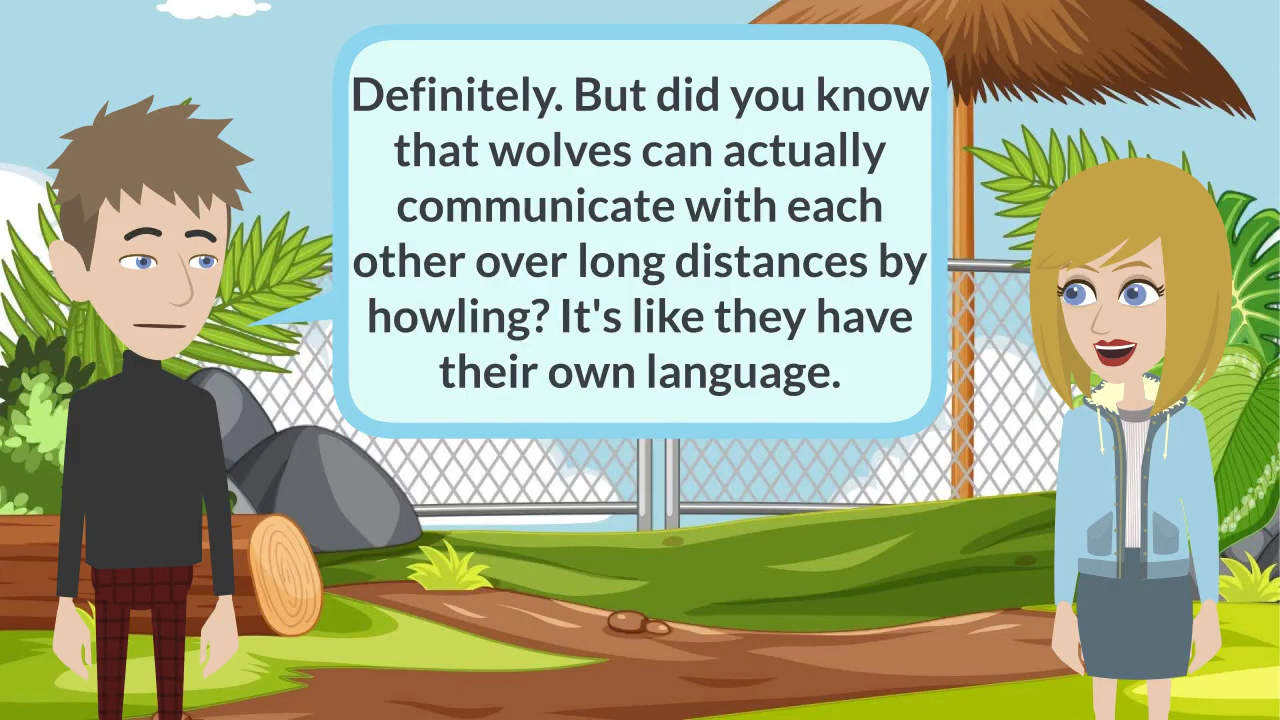 Definitely. But did you know
that wolves can actually
communicate with each
other over long distances by
howling? It's like they have
their own language.